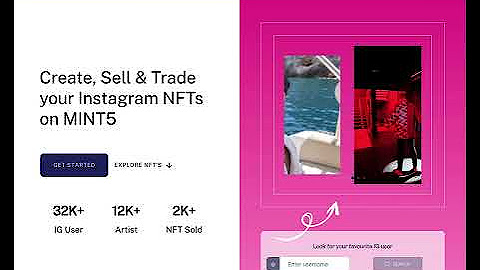 Create, Sell & Trade
your Instagram NFTs
on MINT5
GET STARTED
EXPLORE NFT'S
32K+
12K+
2K+
IG User
Artist
NFT Sold
Look for your favourite IG user
Enter username
SEARCH